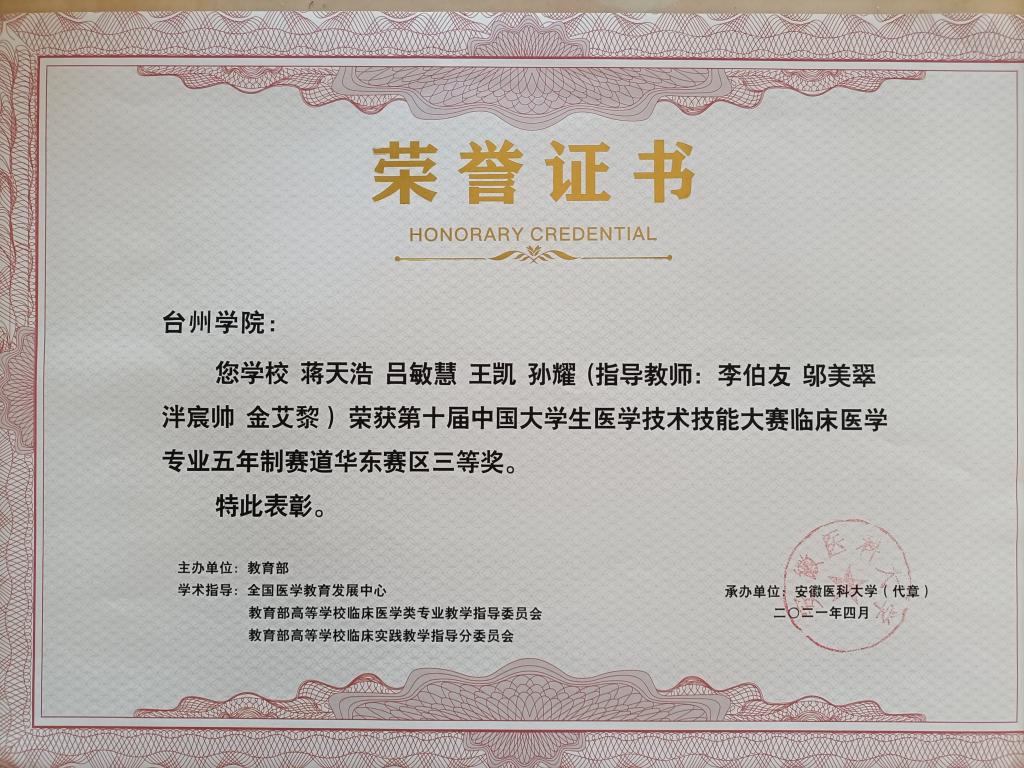 荣誉证书
HONORARY CREDENTIAL
台州学院：
您学校 蒋天浩 吕敏慧 王凯 孙耀（指导教师：李伯友 邬美翠
泮宸帅 金艾黎）荣获第十届中国大学生医学技术技能大赛临床医学
专业五年制赛道华东赛区三等奖。
特此表彰。
主办单位：教育部
学术指导：全国医学教育发展中心
教育部高等学校临床医学类专业教学指导委员会
教育部高等学校临床实践教学指导分委员会
承办单位：安徽医科大学（代章）
二〇二一年四月
安徽医科大学